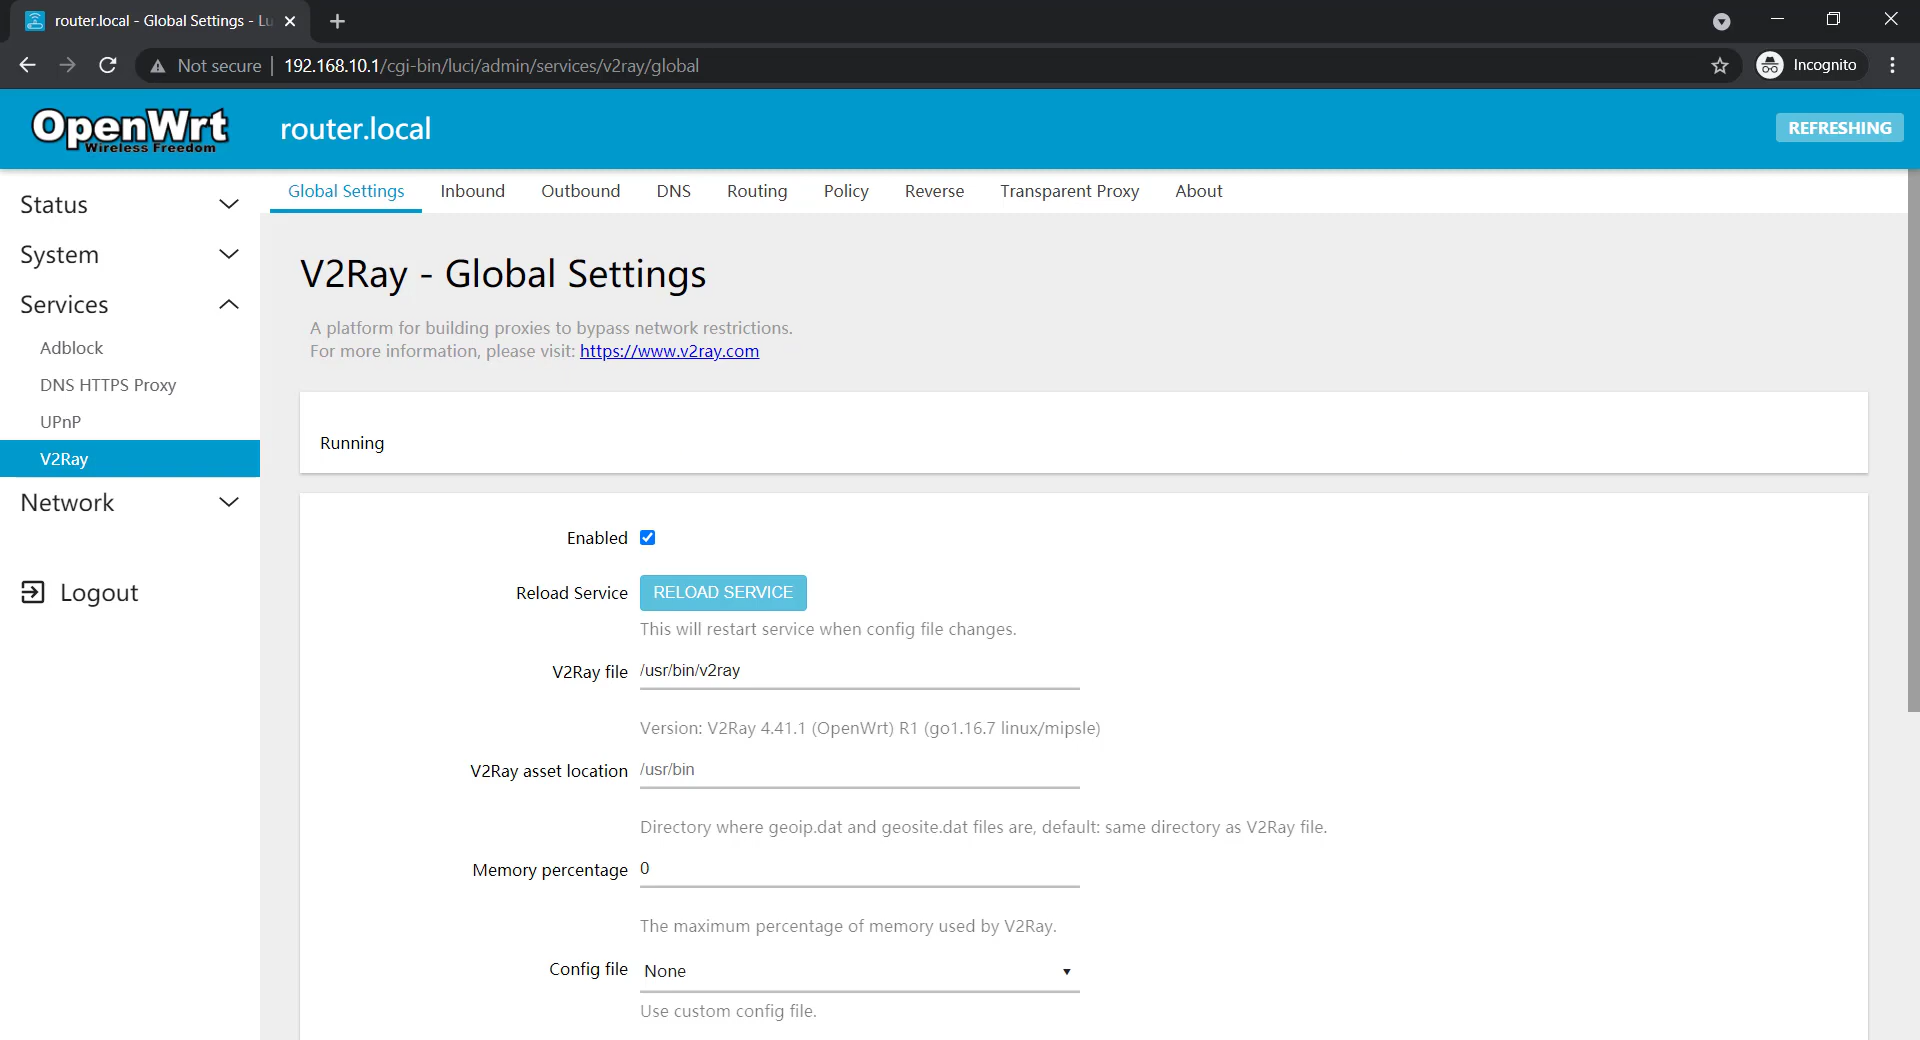 router.local - Global Settings - Lu
Not secure | 192.168.10.1/cgi-bin/luci/admin/services/v2ray/global
Incognito
OpenWrt
Wireless Freedom
router.local
REFRESHING
Status
System
Services
Adblock
DNS HTTPS Proxy
UPnP
V2Ray
Network
Logout
Global Settings Inbound Outbound DNS Routing Policy Reverse Transparent Proxy About
V2Ray - Global Settings
A platform for building proxies to bypass network restrictions.
For more information, please visit: https://www.v2ray.com
Running
Enabled
Reload Service RELOAD SERVICE
This will restart service when config file changes.
V2Ray file /usr/bin/v2ray
Version: V2Ray 4.41.1 (OpenWrt) R1 (go1.16.7 linux/mipsle)
V2Ray asset location /usr/bin
Directory where geoip.dat and geosite.dat files are, default: same directory as V2Ray file.
Memory percentage 0
The maximum percentage of memory used by V2Ray.
Config file None
Use custom config file.